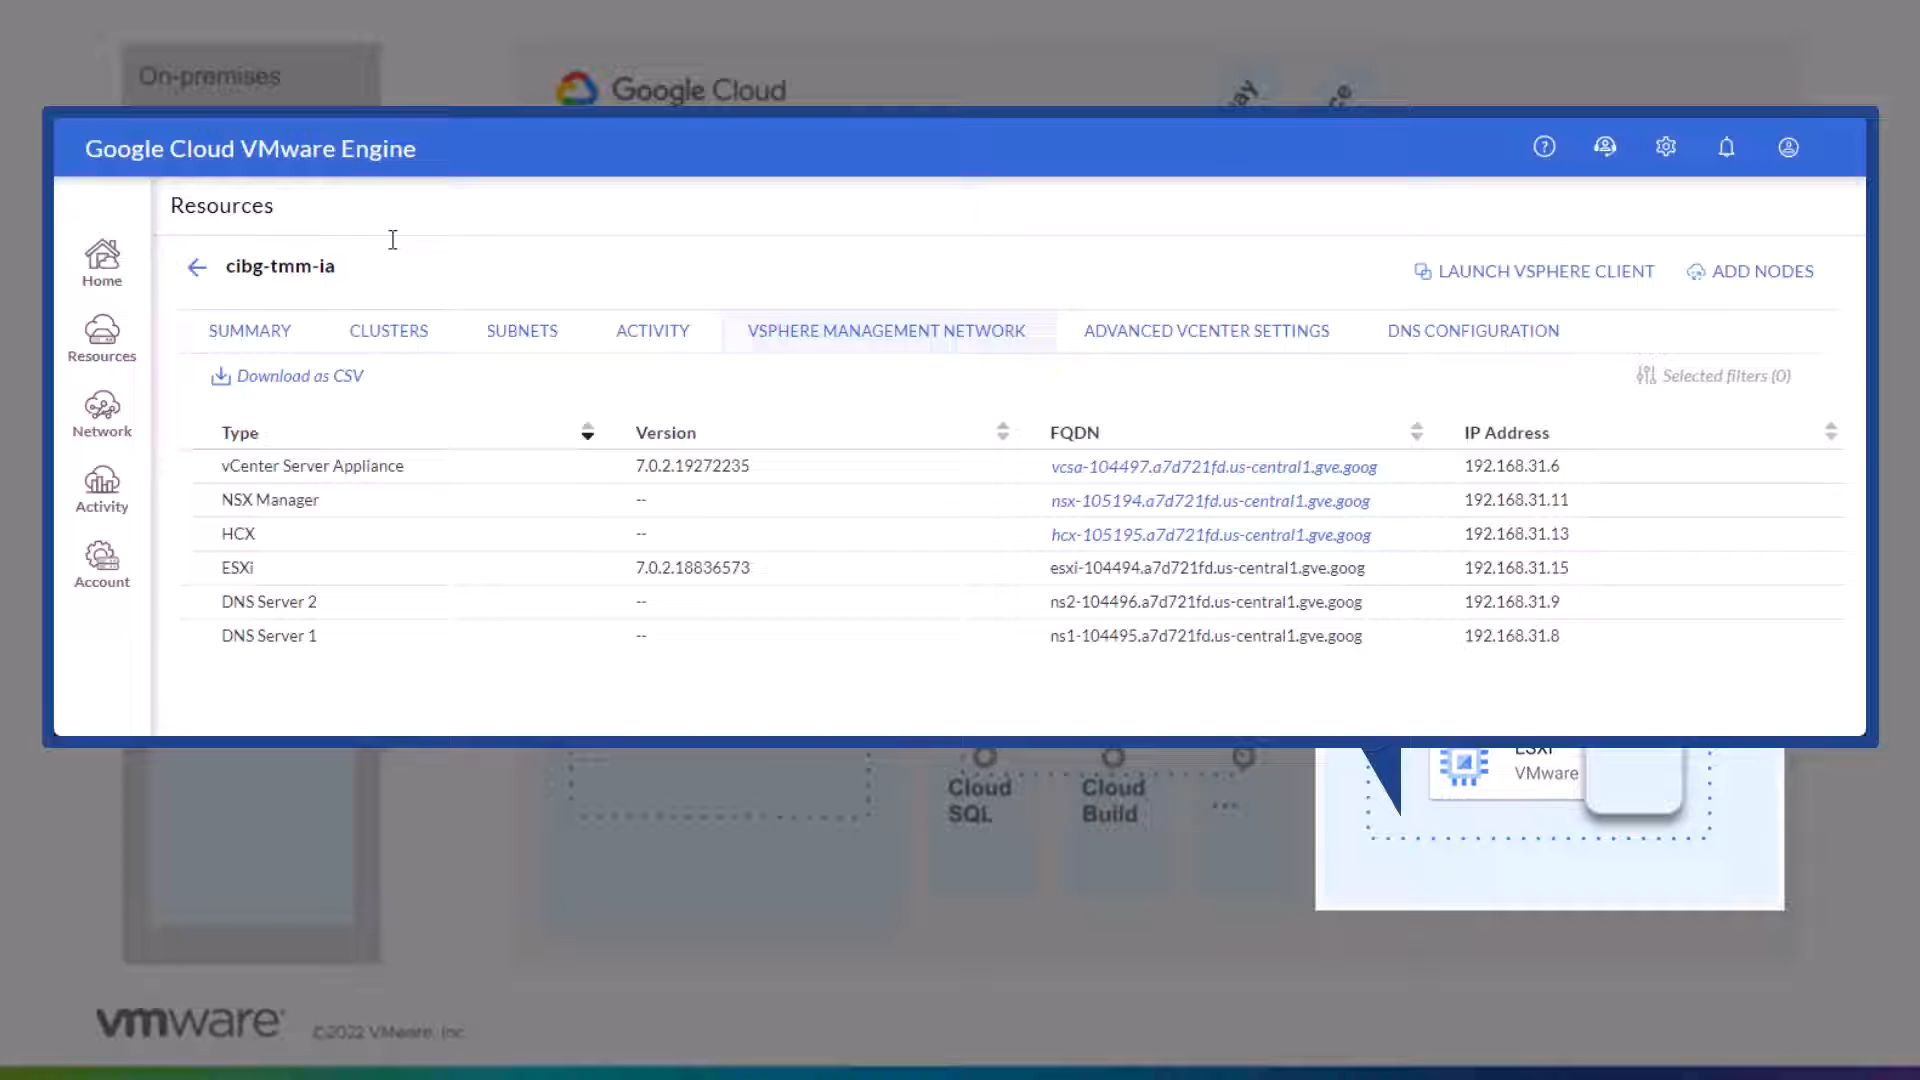 On-premises
Google Cloud
ay
ce
Google Cloud VMware Engine
Resources
cibg-tmm-ia
LAUNCH VSPHERE CLIENT
ADD NODES
SUMMARY
CLUSTERS
SUBNETS
ACTIVITY
VSPHERE MANAGEMENT NETWORK
ADVANCED VCENTER SETTINGS
DNS CONFIGURATION
Download as CSV
Selected filters (0)
Home
Resources
Network
Activity
Account
Type Version FQDN IP Address
vCenter Server Appliance 7.0.2.19272235 vcsa-104497.a7d721fd.us-central1.gve.goog 192.168.31.6
NSX Manager -- nsx-105194.a7d721fd.us-central1.gve.goog 192.168.31.11
HCX -- hcx-105195.a7d721fd.us-central1.gve.goog 192.168.31.13
ESXi 7.0.2.18836573 esxi-104494.a7d721fd.us-central1.gve.goog 192.168.31.15
DNS Server 2 -- ns2-104496.a7d721fd.us-central1.gve.goog 192.168.31.9
DNS Server 1 -- ns1-104495.a7d721fd.us-central1.gve.goog 192.168.31.8
ESXi
VMware
Cloud
SQL
Cloud
Build
...
vmware
©2022 VMware, Inc.